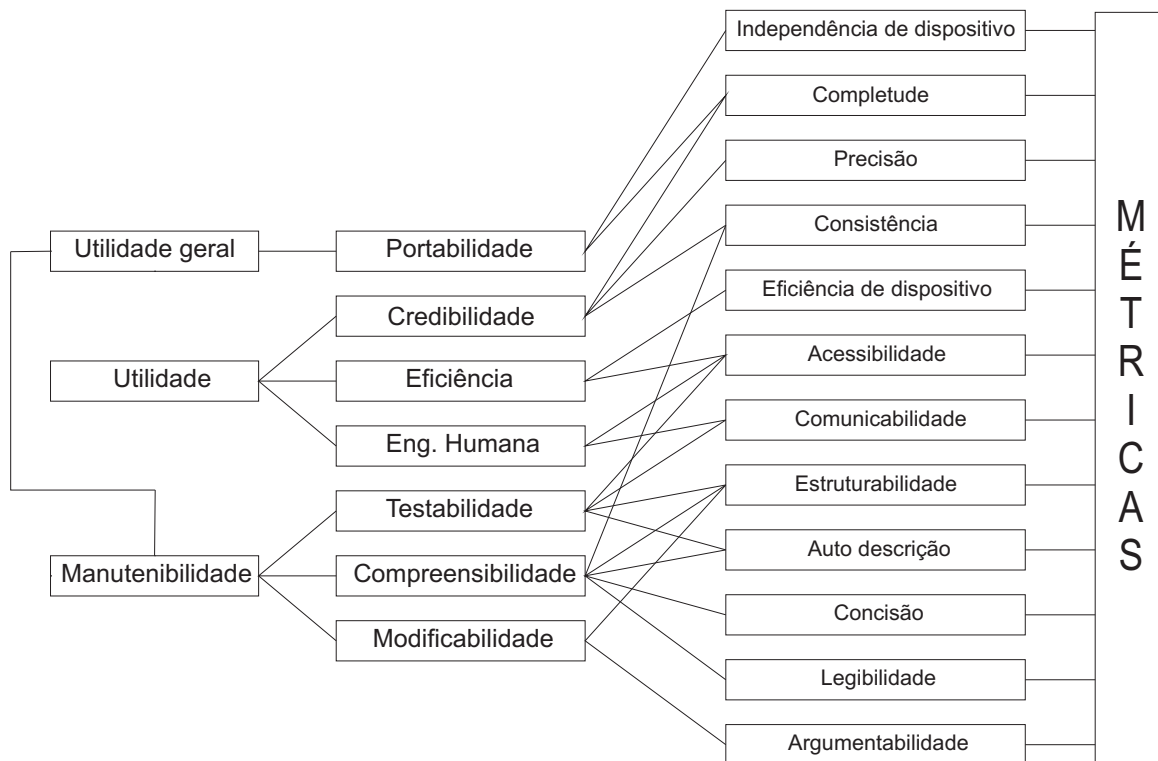 Utilidade geral
Utilidade
Manutenibilidade
Portabilidade
Credibilidade
Eficiência
Eng. Humana
Testabilidade
Compreensibilidade
Modificabilidade
Independência de dispositivo
Completude
Precisão
Consistência
Eficiência de dispositivo
Acessibilidade
Comunicabilidade
Estruturabilidade
Auto descrição
Concisão
Legibilidade
Argumentabilidade
MÉTRICAS